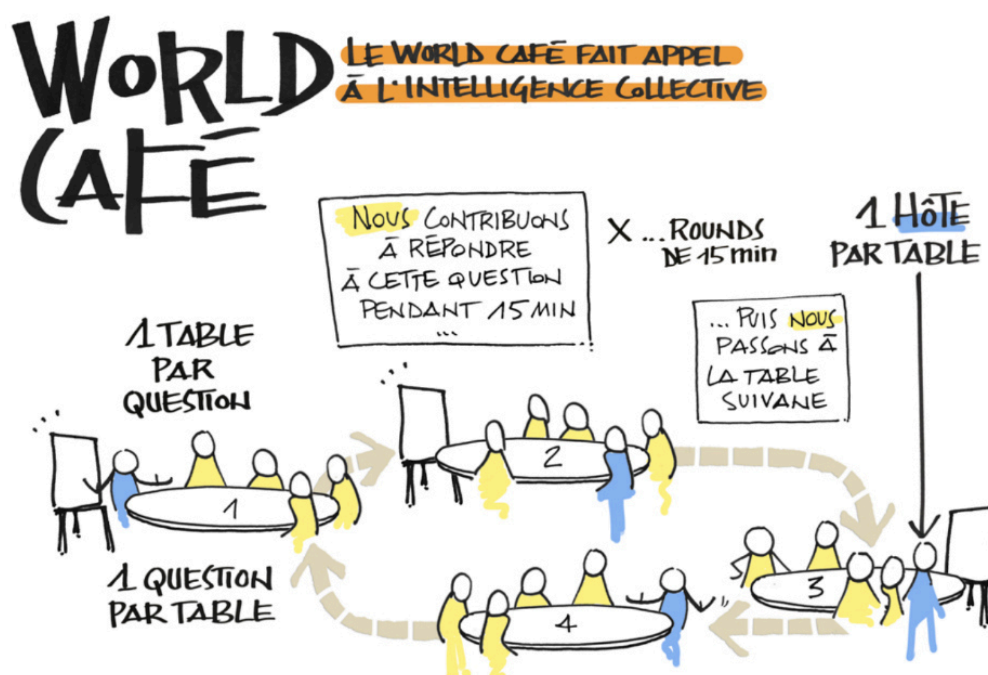 WORLD
CAFÉ
LE WORLD CAFÉ FAIT APPEL
À L'INTELLIGENCE COLLECTIVE
NOUS CONTRIBUONS
À RÉPONDRE
À CETTE QUESTION
PENDANT 15 MIN
...
X ... ROUNDS
DE 15 min
1 HÔTE
PAR TABLE
... PUIS NOUS
PASSONS À
LA TABLE
SUIVANE
1 TABLE
PAR
QUESTION
1
2
3
4
1 QUESTION
PAR TABLE